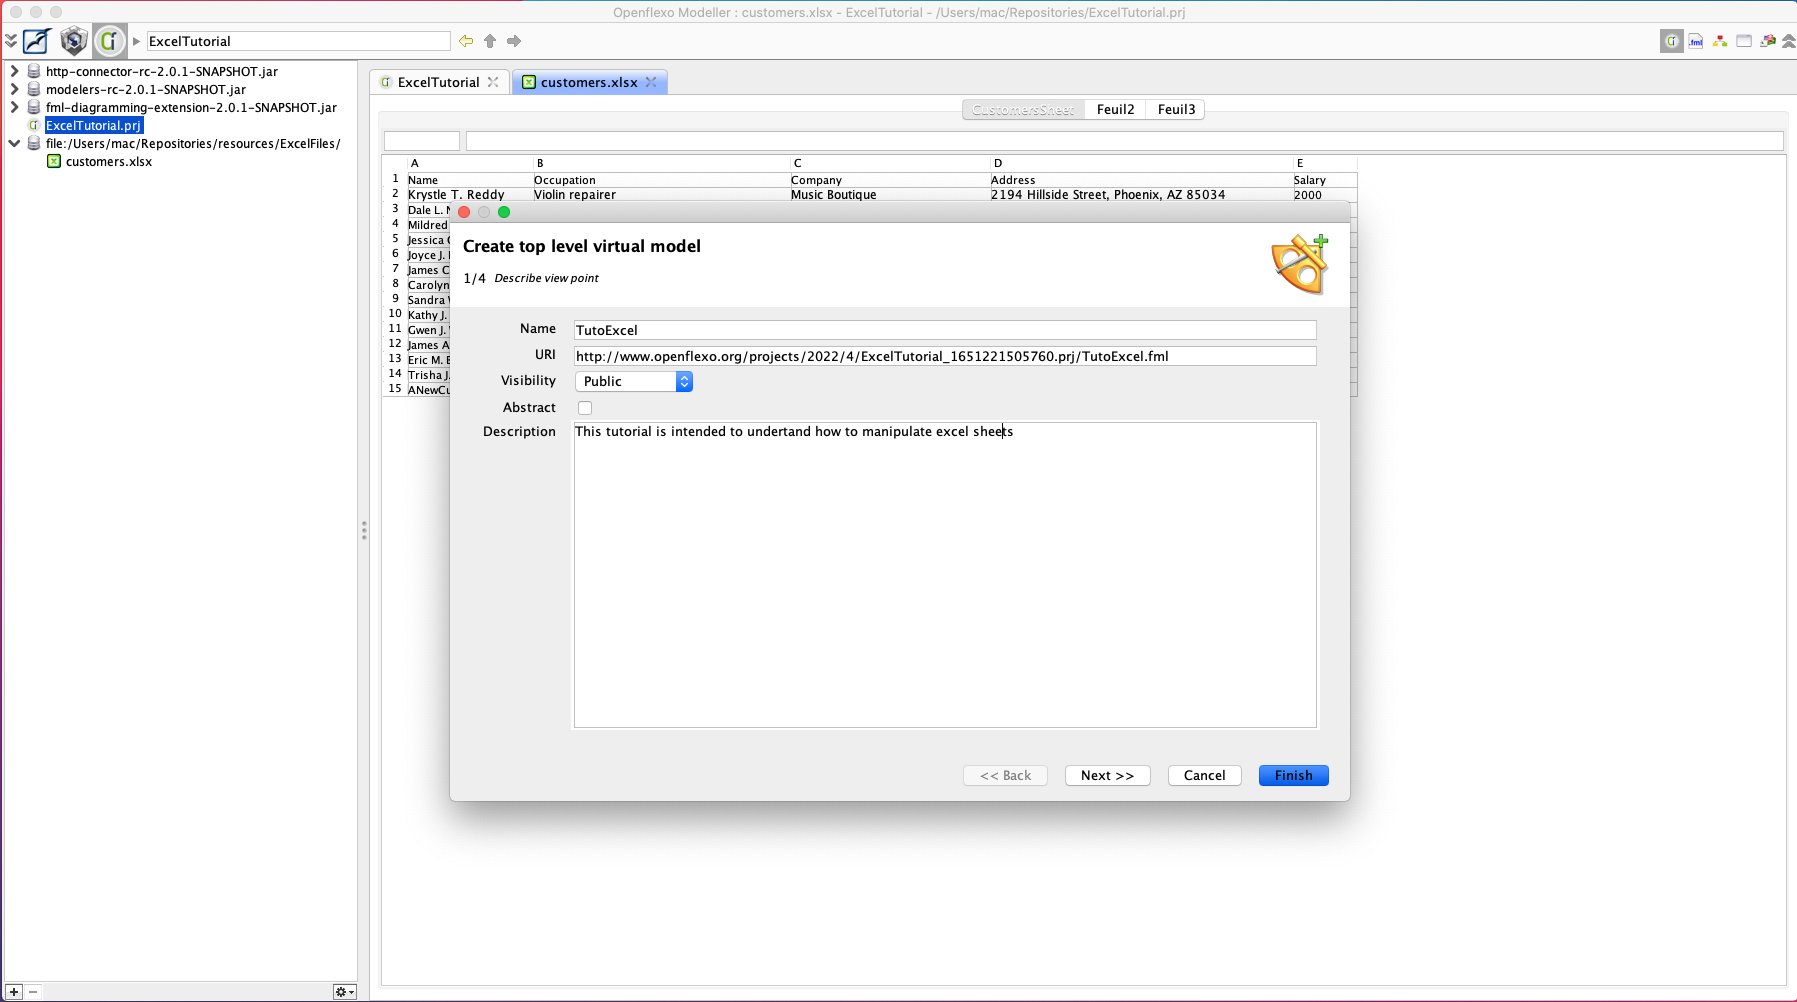 Openflexo Modeller : customers.xlsx - ExcelTutorial - /Users/mac/Repositories/ExcelTutorial.prj
ExcelTutorial
.fml
http-connector-rc-2.0.1-SNAPSHOT.jar
modelers-rc-2.0.1-SNAPSHOT.jar
fml-diagramming-extension-2.0.1-SNAPSHOT.jar
ExcelTutorial.prj
file:/Users/mac/Repositories/resources/ExcelFiles/
customers.xlsx
ExcelTutorial
customers.xlsx
CustomersSheet Feuil2 Feuil3
A B C D E
1 Name Occupation Company Address Salary
2 Krystle T. Reddy Violin repairer Music Boutique 2194 Hillside Street, Phoenix, AZ 85034 2000
3 Dale L.
4 Mildred
5 Jessica
6 Joyce J.
7 James C
8 Carolyn
9 Sandra
10 Kathy J.
11 Gwen J.
12 James A
13 Eric M.
14 Trisha J.
15 ANewCu
Create top level virtual model
1/4 Describe view point
Name TutoExcel
URI http://www.openflexo.org/projects/2022/4/ExcelTutorial_1651221505760.prj/TutoExcel.fml
Visibility Public
Abstract
Description This tutorial is intended to undertand how to manipulate excel sheets
<< Back Next >> Cancel Finish